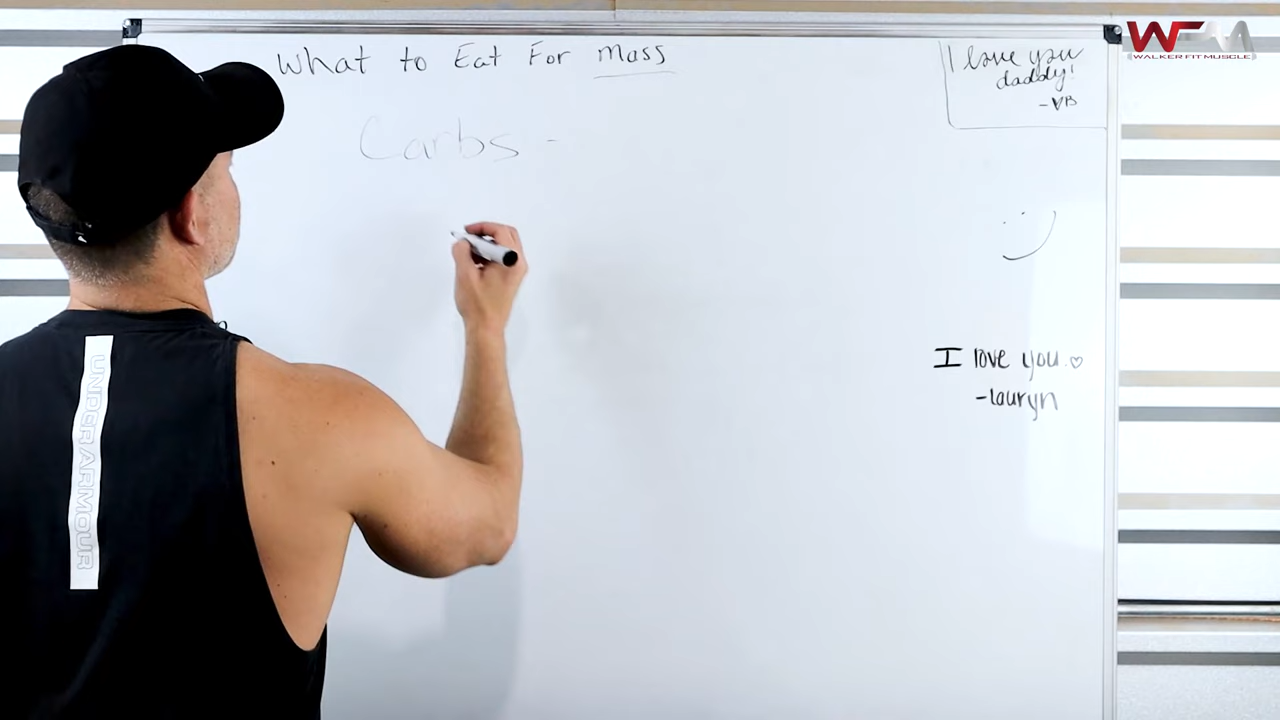 What to Eat For Mass
Carbs -
I love you
daddy!
-VB
I love you ♡
-lauryn
UNDER ARMOUR
WFM
WALKER FIT MUSCLE